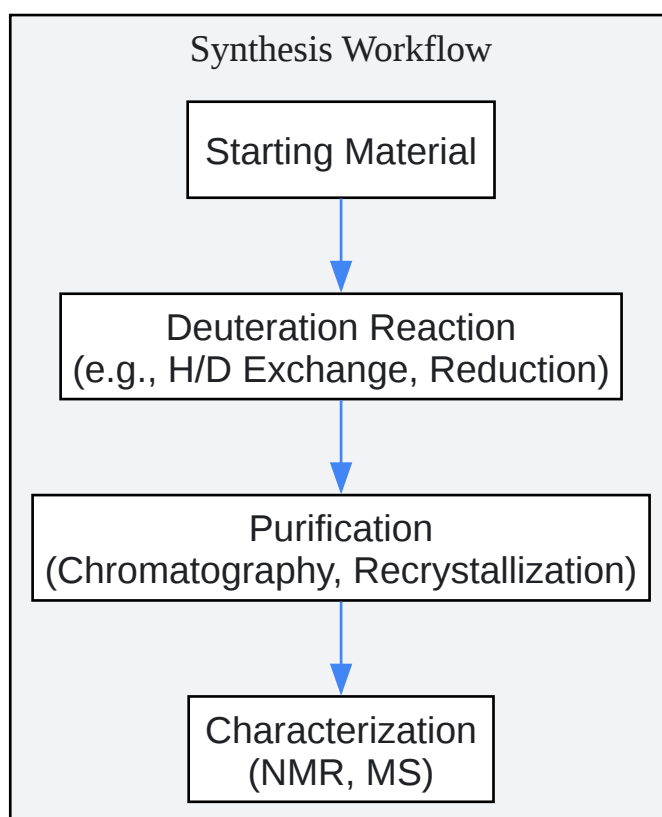 Synthesis Workflow
Starting Material
Deuteration Reaction
(e.g., H/D Exchange, Reduction)
Purification
(Chromatography, Recrystallization)
Characterization
(NMR, MS)